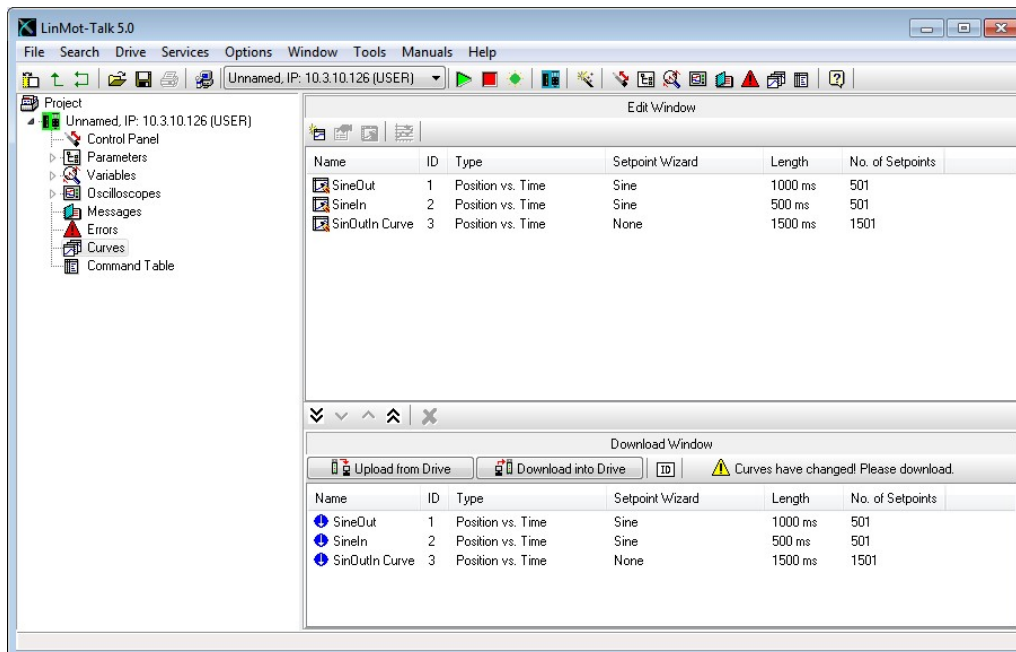 LinMot-Talk 5.0
File Search Drive Services Options Window Tools Manuals Help
Unnamed, IP: 10.3.10.126 (USER)
Project
Unnamed, IP: 10.3.10.126 (USER)
Control Panel
Parameters
Variables
Oscilloscopes
Messages
Errors
Curves
Command Table
Edit Window
Name ID Type Setpoint Wizard Length No. of Setpoints
SineOut 1 Position vs. Time Sine 1000 ms 501
SineIn 2 Position vs. Time Sine 500 ms 501
SinOutIn Curve 3 Position vs. Time None 1500 ms 1501
Download Window
Upload from Drive Download into Drive ID Curves have changed! Please download.
Name ID Type Setpoint Wizard Length No. of Setpoints
SineOut 1 Position vs. Time Sine 1000 ms 501
SineIn 2 Position vs. Time Sine 500 ms 501
SinOutIn Curve 3 Position vs. Time None 1500 ms 1501